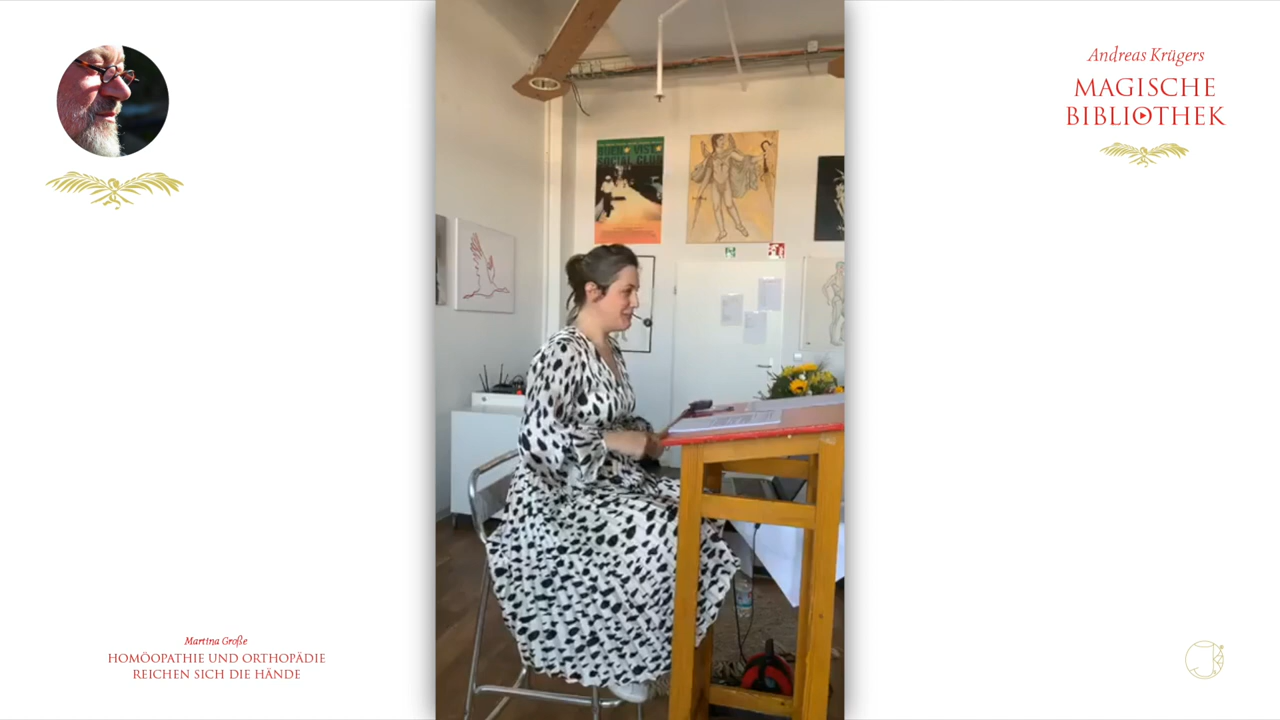 Andreas Krügers
MAGISCHE
BIBLIOTHEK
SOCIAL CLUB
Martina Große
HOMÖOPATHIE UND ORTHOPÄDIE
REICHEN SICH DIE HÄNDE